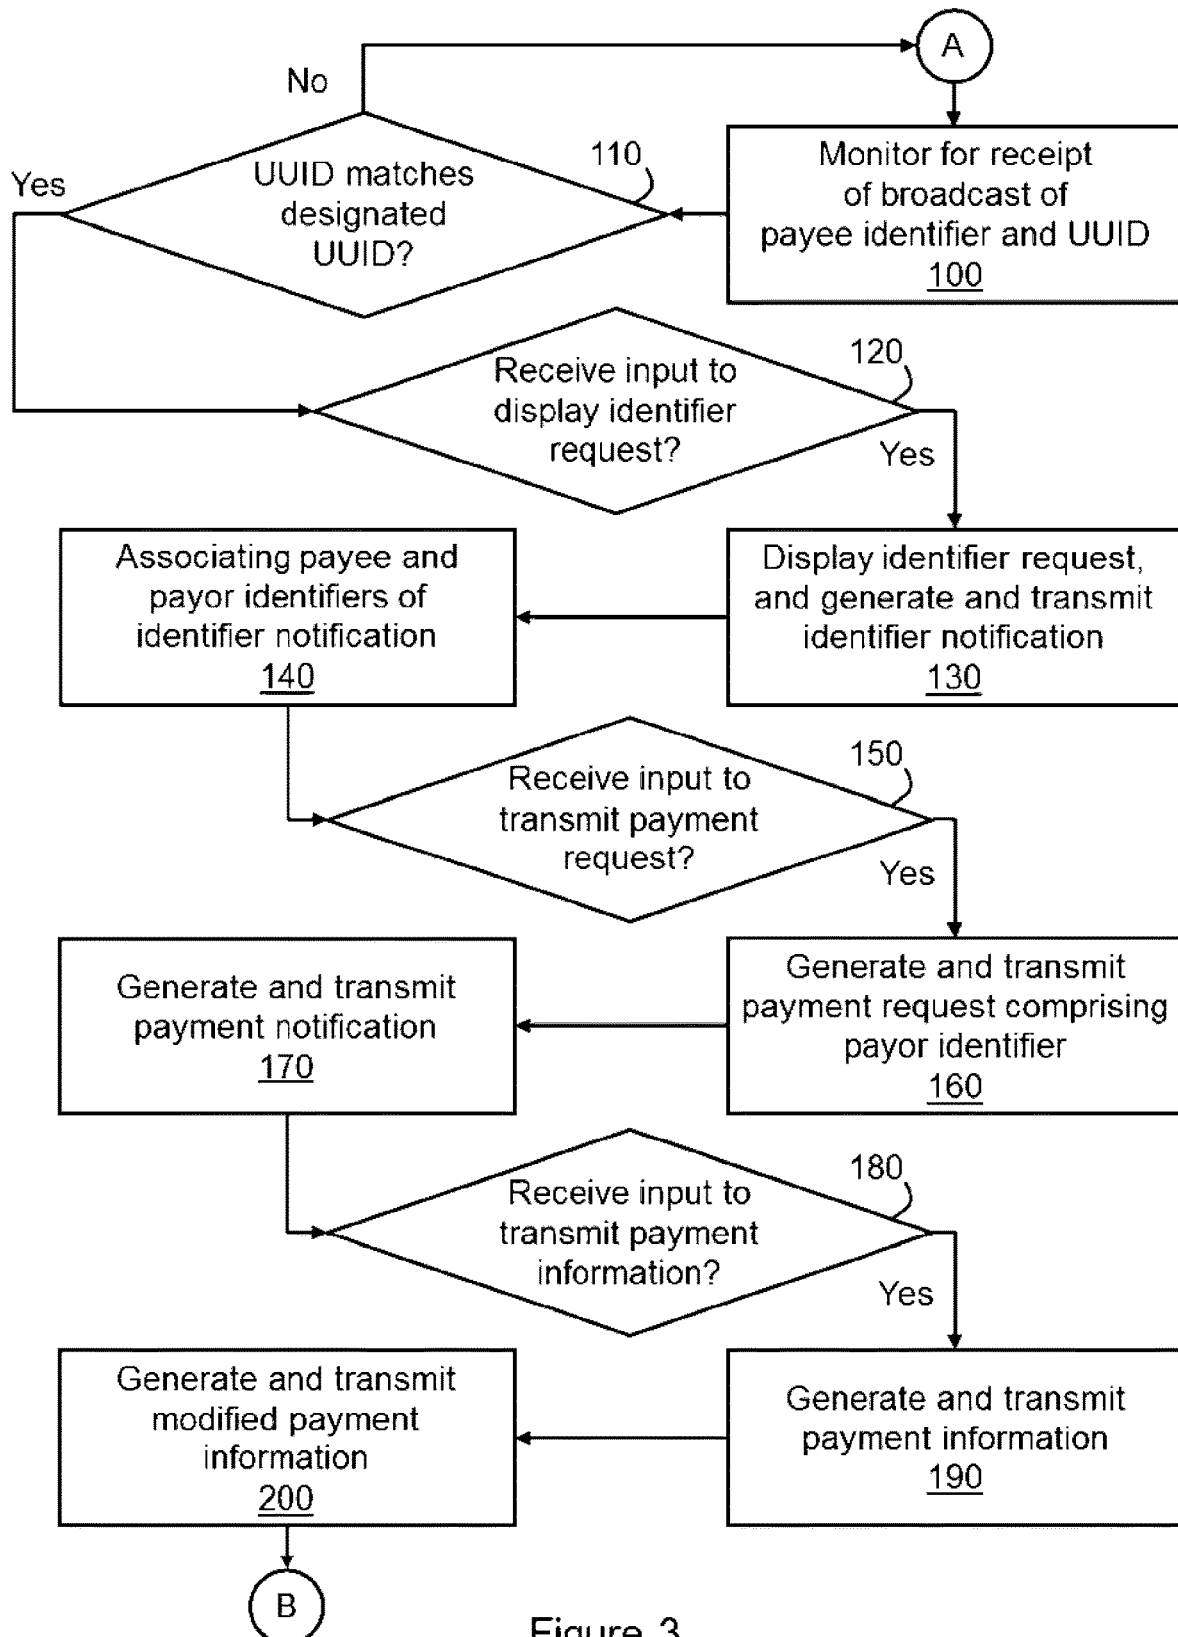 A
No
Yes
UUID matches
designated
UUID?
110
Monitor for receipt
of broadcast of
payee identifier and UUID
100
Receive input to
display identifier
request?
120
Yes
Associating payee and
payor identifiers of
identifier notification
140
Display identifier request,
and generate and transmit
identifier notification
130
Receive input to
transmit payment
request?
150
Yes
Generate and transmit
payment notification
170
Generate and transmit
payment request comprising
payor identifier
160
Receive input to
transmit payment
information?
180
Yes
Generate and transmit
modified payment
information
200
Generate and transmit
payment information
190
B
Figure 3